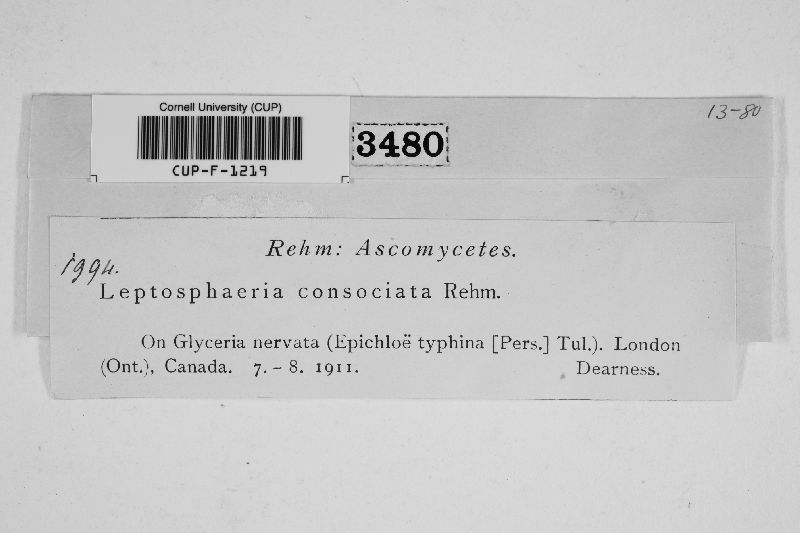 Cornell University (CUP)
CUP-F-1219
3480
13-80
Rehm: Ascomycetes.
1994.
Leptosphaeria consociata Rehm.
On Glyceria nervata (Epichloë typhina [Pers.] Tul.). London
(Ont.), Canada. 7. - 8. 1911. Dearness.